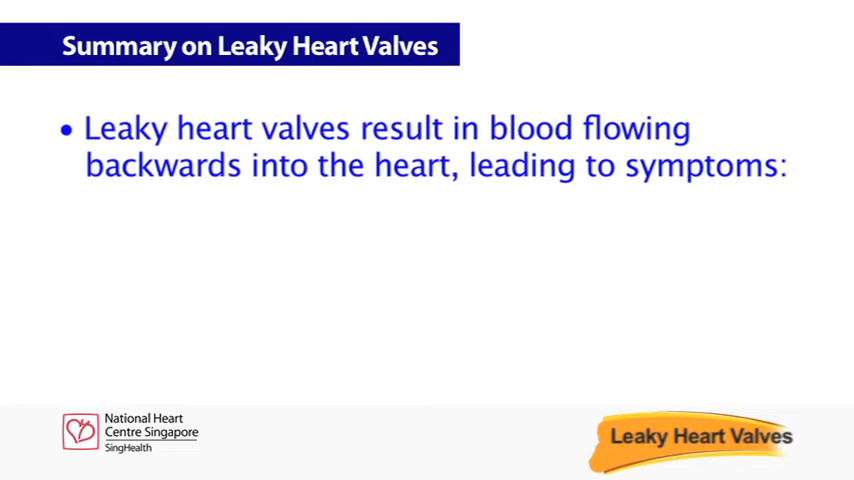 Summary on Leaky Heart Valves
• Leaky heart valves result in blood flowing
backwards into the heart, leading to symptoms:
National Heart
Centre Singapore
SingHealth
Leaky Heart Valves